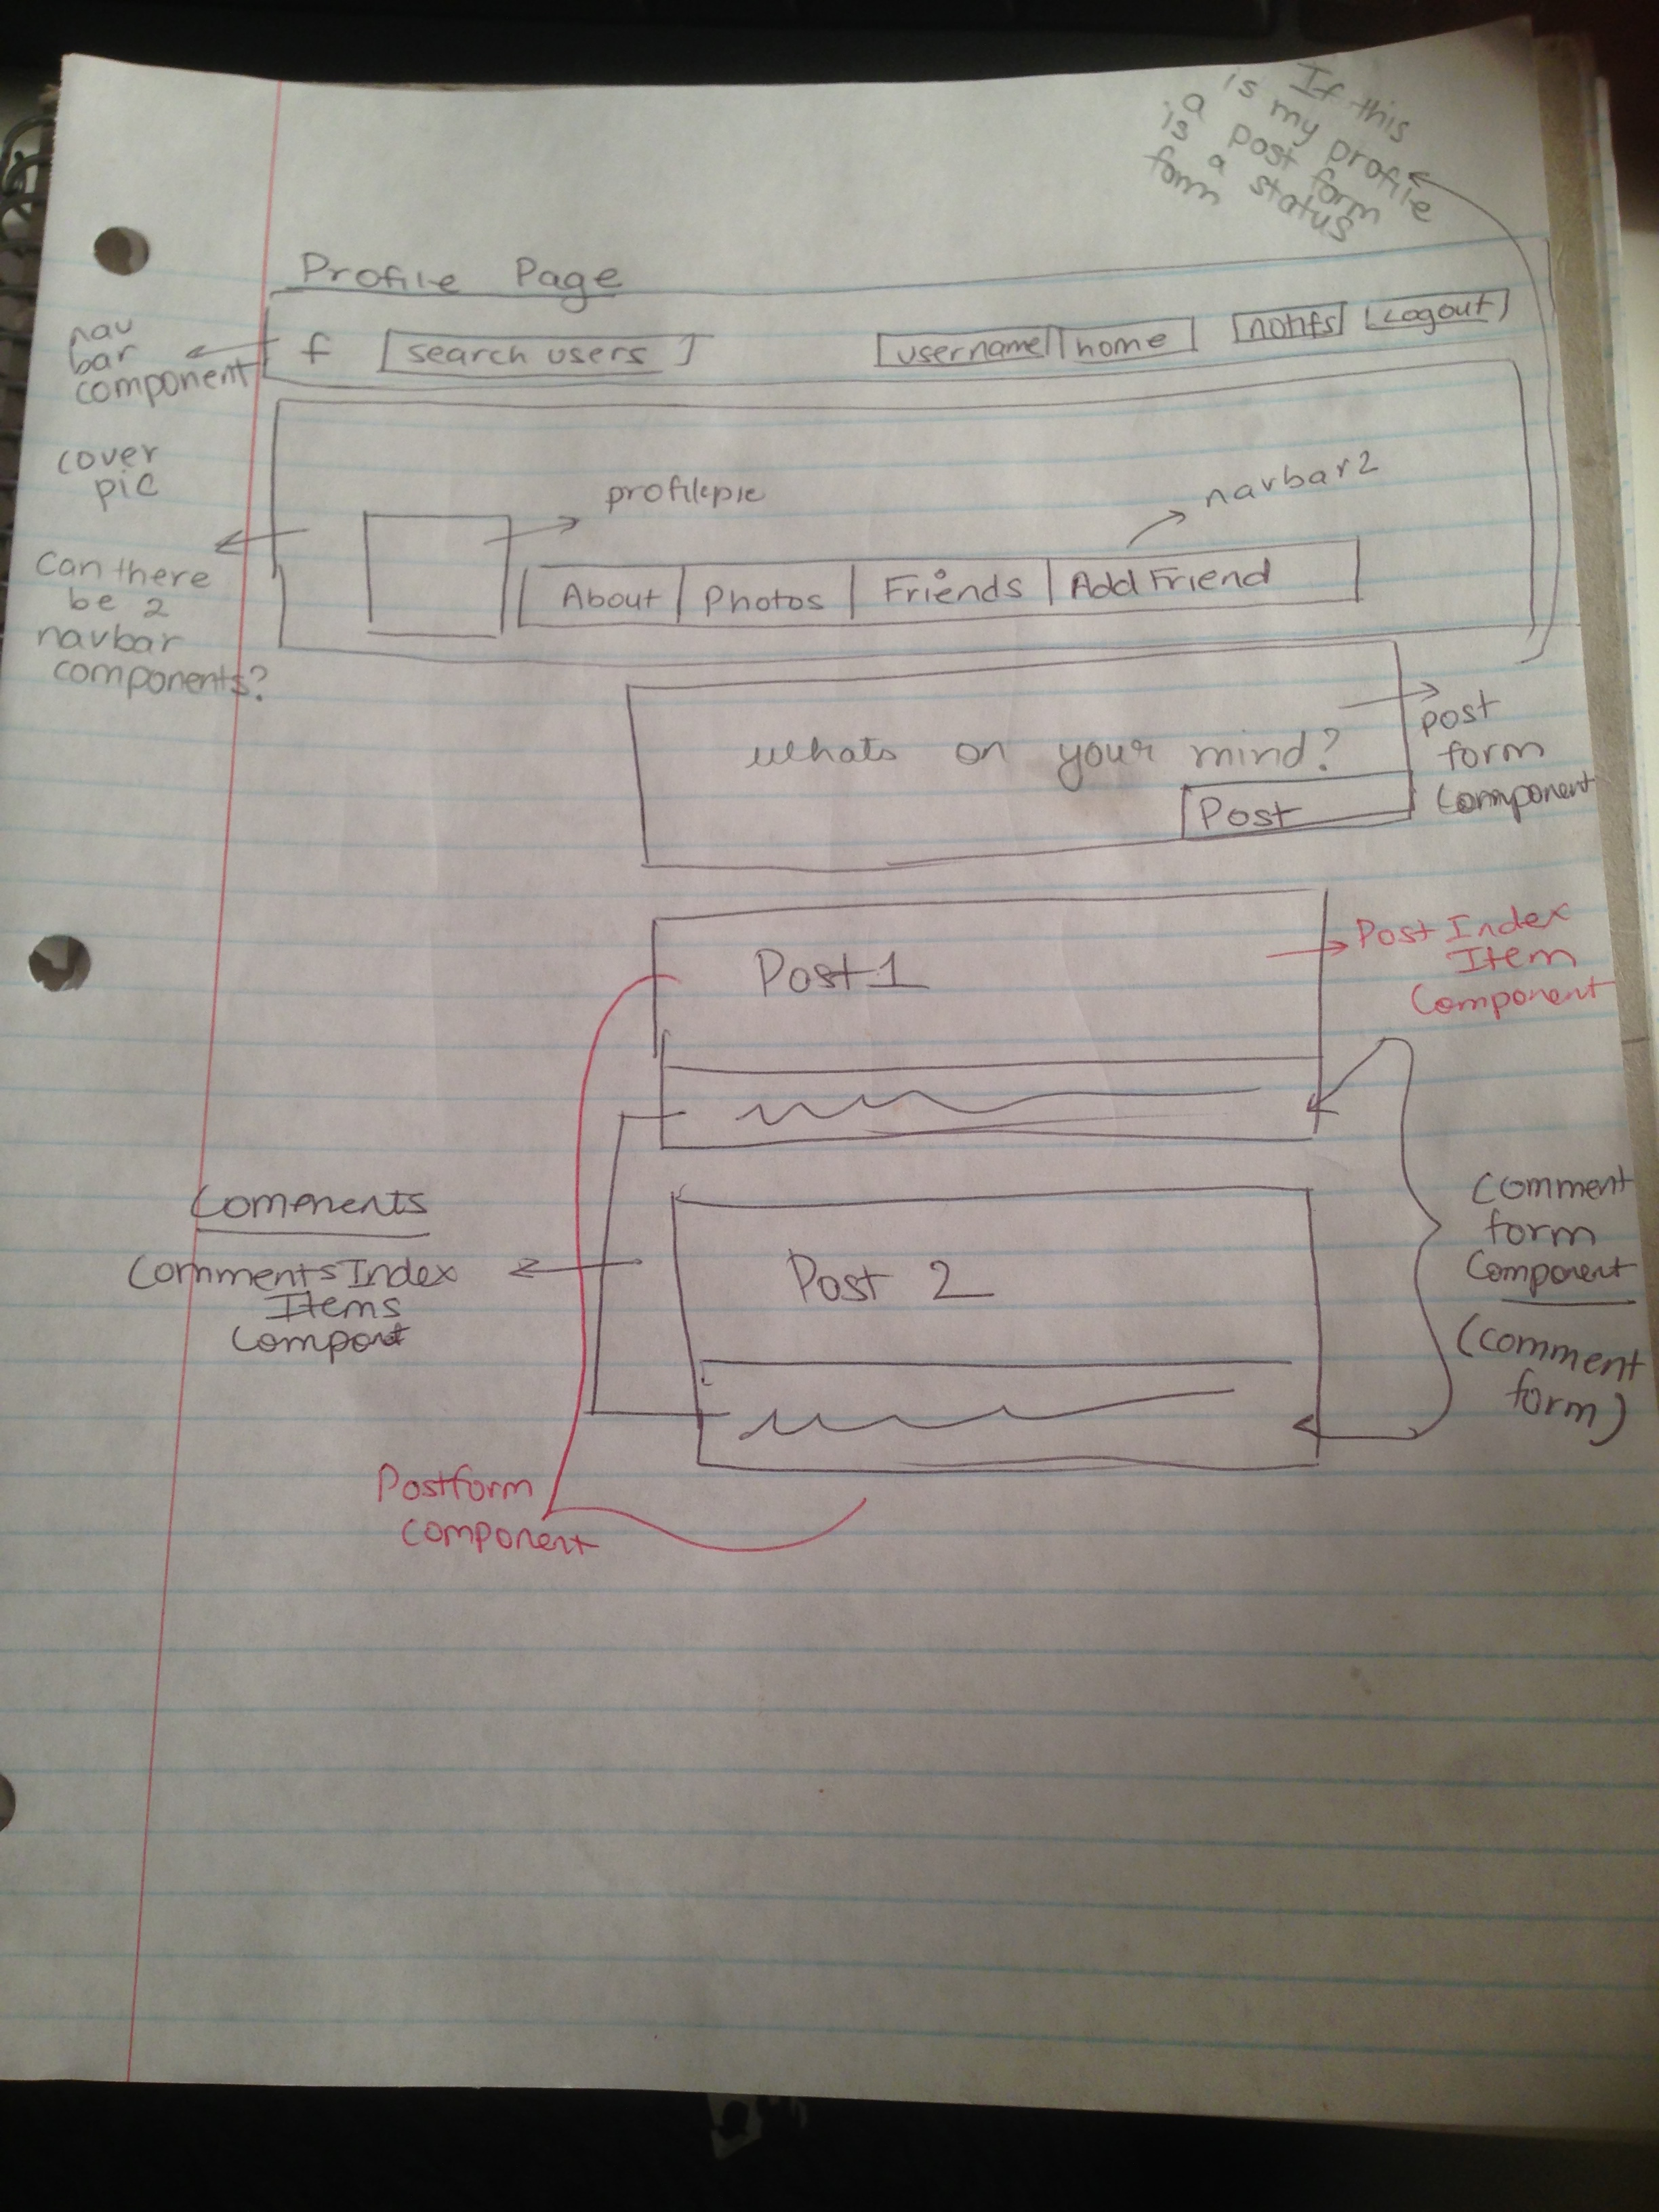 If this
is my profile
a post form
is a status
form
Profile Page
nav
bar
component
f
search users
username
home
notifs
Logout
cover
pic
profilepic
navbar2
Can there
be 2
navbar
components?
About
Photos
Friends
Add Friend
whats on your mind?
Post
post
form
component
Post 1
Post Index
Item
Component
Comments Index
Items
Post 2
Comment
form
Component
(comment
form)
Postform
component